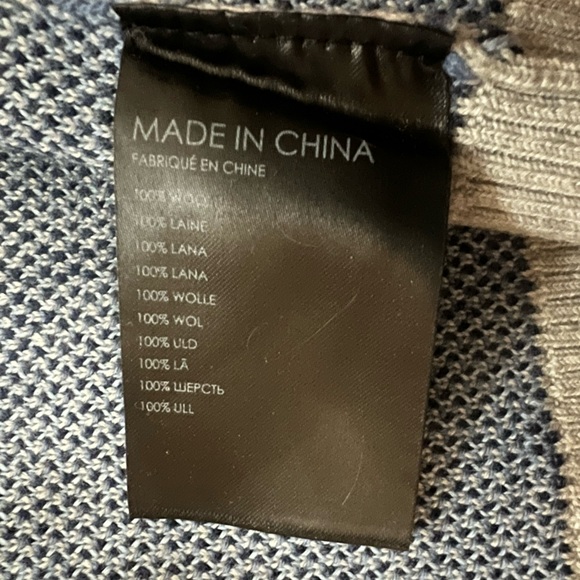 MADE IN CHINA
FABRIQUÉ EN CHINE
100% WOOL
100% LAINE
100% LANA
100% LANA
100% WOLLE
100% WOL
100% ULD
100% LÃ
100% ШЕРСТЬ
100% ULL